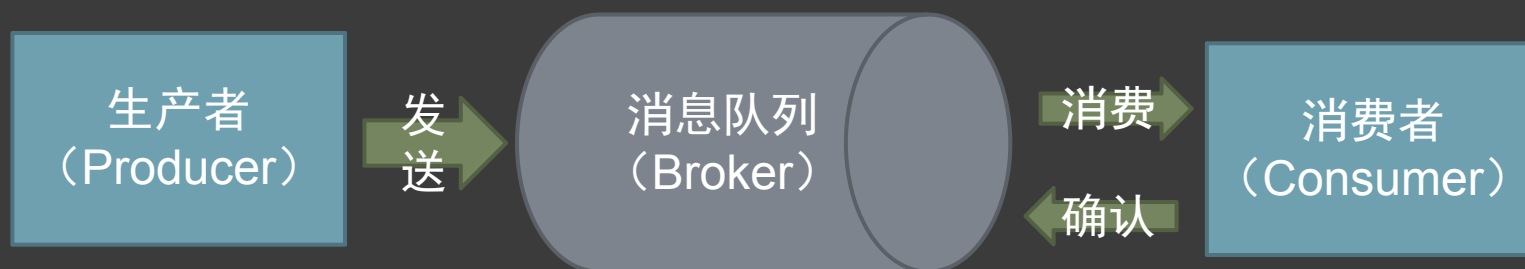 生产者
（Producer）
发
送
消息队列
（Broker）
消费
确认
消费者
（Consumer）